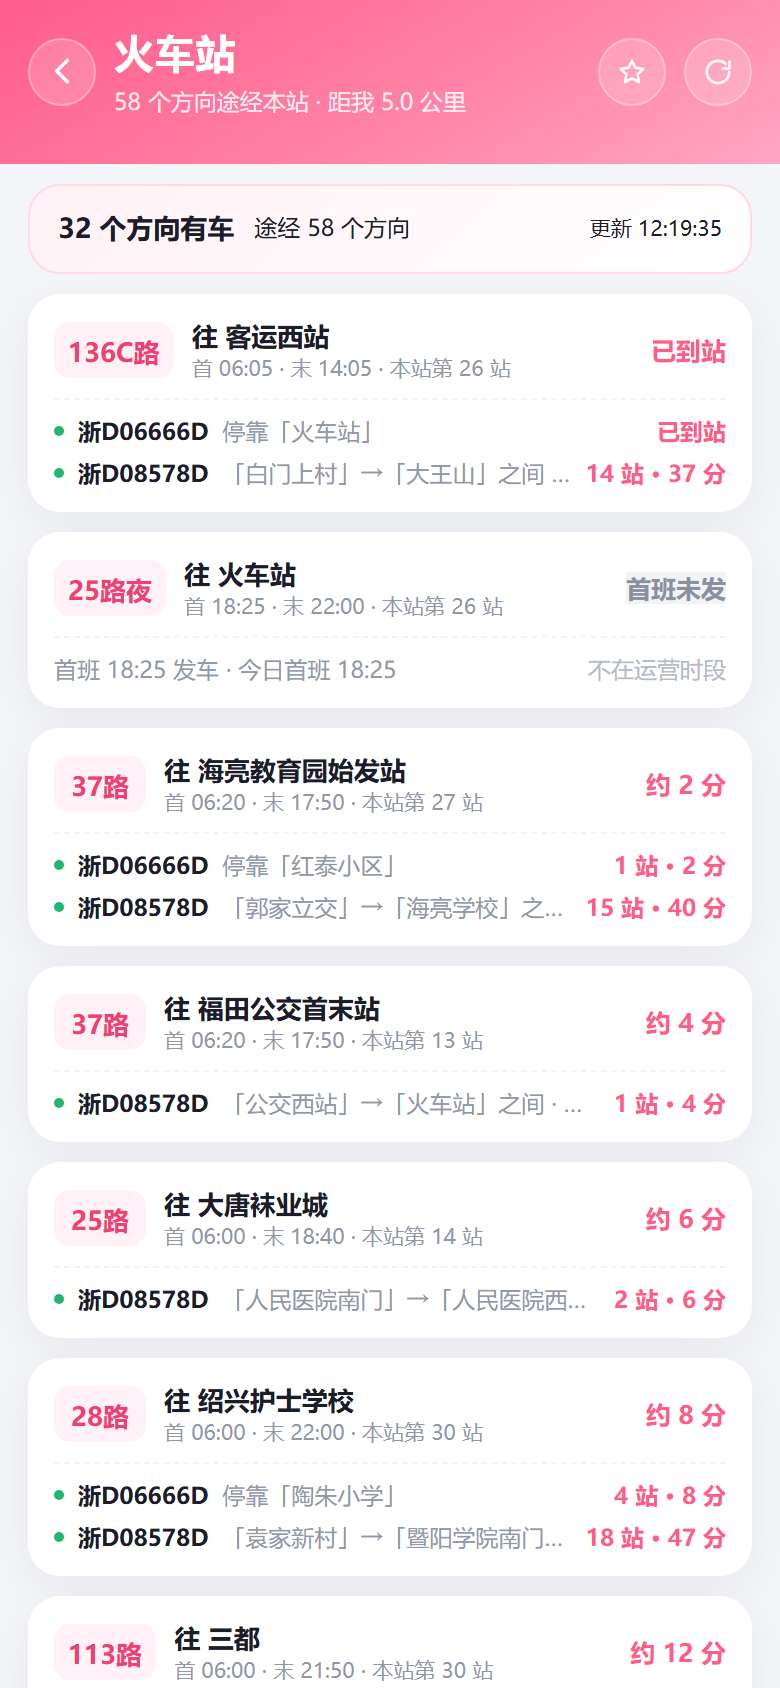 火车站
58 个方向途经本站 · 距我 5.0 公里
32 个方向有车 途经 58 个方向 更新 12:19:35
136C路 往 客运西站 已到站
首 06:05 · 末 14:05 · 本站第 26 站
浙D06666D 停靠「火车站」 已到站
浙D08578D 「白门上村」→「大王山」之间 ... 14 站 • 37 分
25路夜 往 火车站 首班未发
首 18:25 · 末 22:00 · 本站第 26 站
首班 18:25 发车 · 今日首班 18:25 不在运营时段
37路 往 海亮教育园始发站 约 2 分
首 06:20 · 末 17:50 · 本站第 27 站
浙D06666D 停靠「红泰小区」 1 站 • 2 分
浙D08578D 「郭家立交」→「海亮学校」之... 15 站 • 40 分
37路 往 福田公交首末站 约 4 分
首 06:20 · 末 17:50 · 本站第 13 站
浙D08578D 「公交西站」→「火车站」之间 · ... 1 站 • 4 分
25路 往 大唐袜业城 约 6 分
首 06:00 · 末 18:40 · 本站第 14 站
浙D08578D 「人民医院南门」→「人民医院西... 2 站 • 6 分
28路 往 绍兴护士学校 约 8 分
首 06:00 · 末 22:00 · 本站第 30 站
浙D06666D 停靠「陶朱小学」 4 站 • 8 分
浙D08578D 「袁家新村」→「暨阳学院南门... 18 站 • 47 分
113路 往 三都 约 12 分
首 06:00 · 末 21:50 · 本站第 30 站